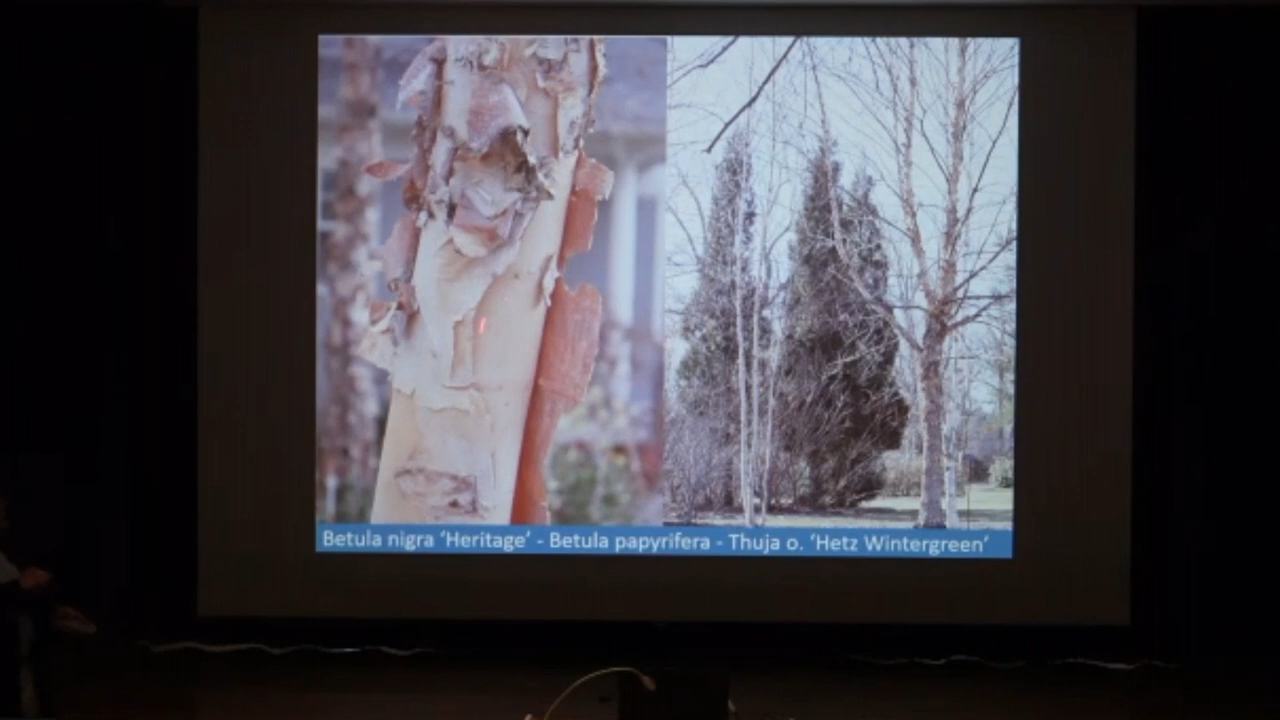 Betula nigra ‘Heritage’ - Betula papyrifera - Thuja o. ‘Hetz Wintergreen’